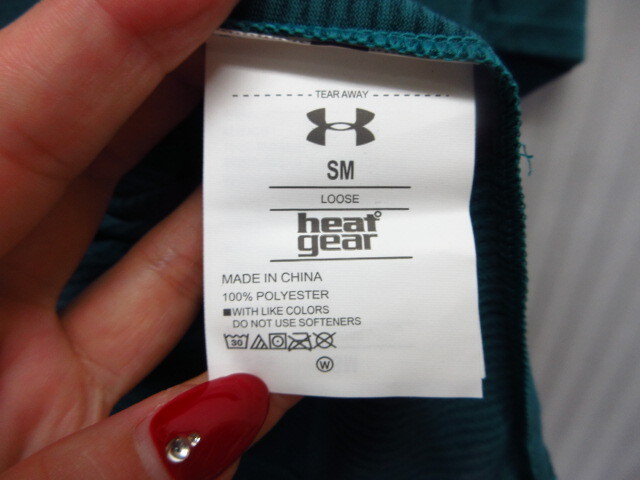 TEAR AWAY
SM
LOOSE
heat
gear
MADE IN CHINA
100% POLYESTER
■WITH LIKE COLORS
DO NOT USE SOFTENERS
30
W